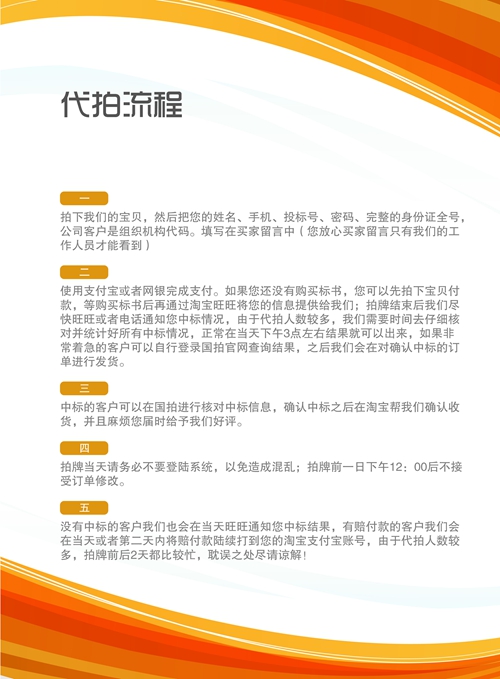 代拍流程
一
拍下我们的宝贝，然后把您的姓名、手机、投标号、密码、完整的身份证全号，
公司客户是组织机构代码。填写在买家留言中（您放心买家留言只有我们的工
作人员才能看到）
二
使用支付宝或者网银完成支付。如果您还没有购买标书，您可以先拍下宝贝付
款，等购买标书后再通过淘宝旺旺将您的信息提供给我们；拍牌结束后我们尽
快旺旺或者电话通知您中标情况，由于代拍人数较多，我们需要时间去仔细核
对并统计好所有中标情况，正常在当天下午3点左右结果就可以出来，如果非
常着急的客户可以自行登录国拍官网查询结果，之后我们会在对确认中标的订
单进行发货。
三
中标的客户可以在国拍进行核对中标信息，确认中标之后在淘宝帮我们确认收
货，并且麻烦您届时给予我们好评。
四
拍牌当天请务必不要登陆系统，以免造成混乱；拍牌前一日下午12：00后不接
受订单修改。
五
没有中标的客户我们也会在当天旺旺通知您中标结果，有赔付款的客户我们会
在当天或者第二天内将赔付款陆续打到您的淘宝支付宝账号，由于代拍人数较
多，拍牌前后2天都比较忙，耽误之处尽请谅解！